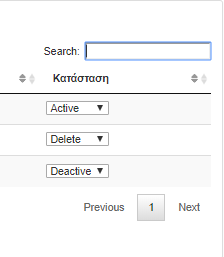 Search:
Κατάσταση
Active
Delete
Deactive
Previous 1 Next